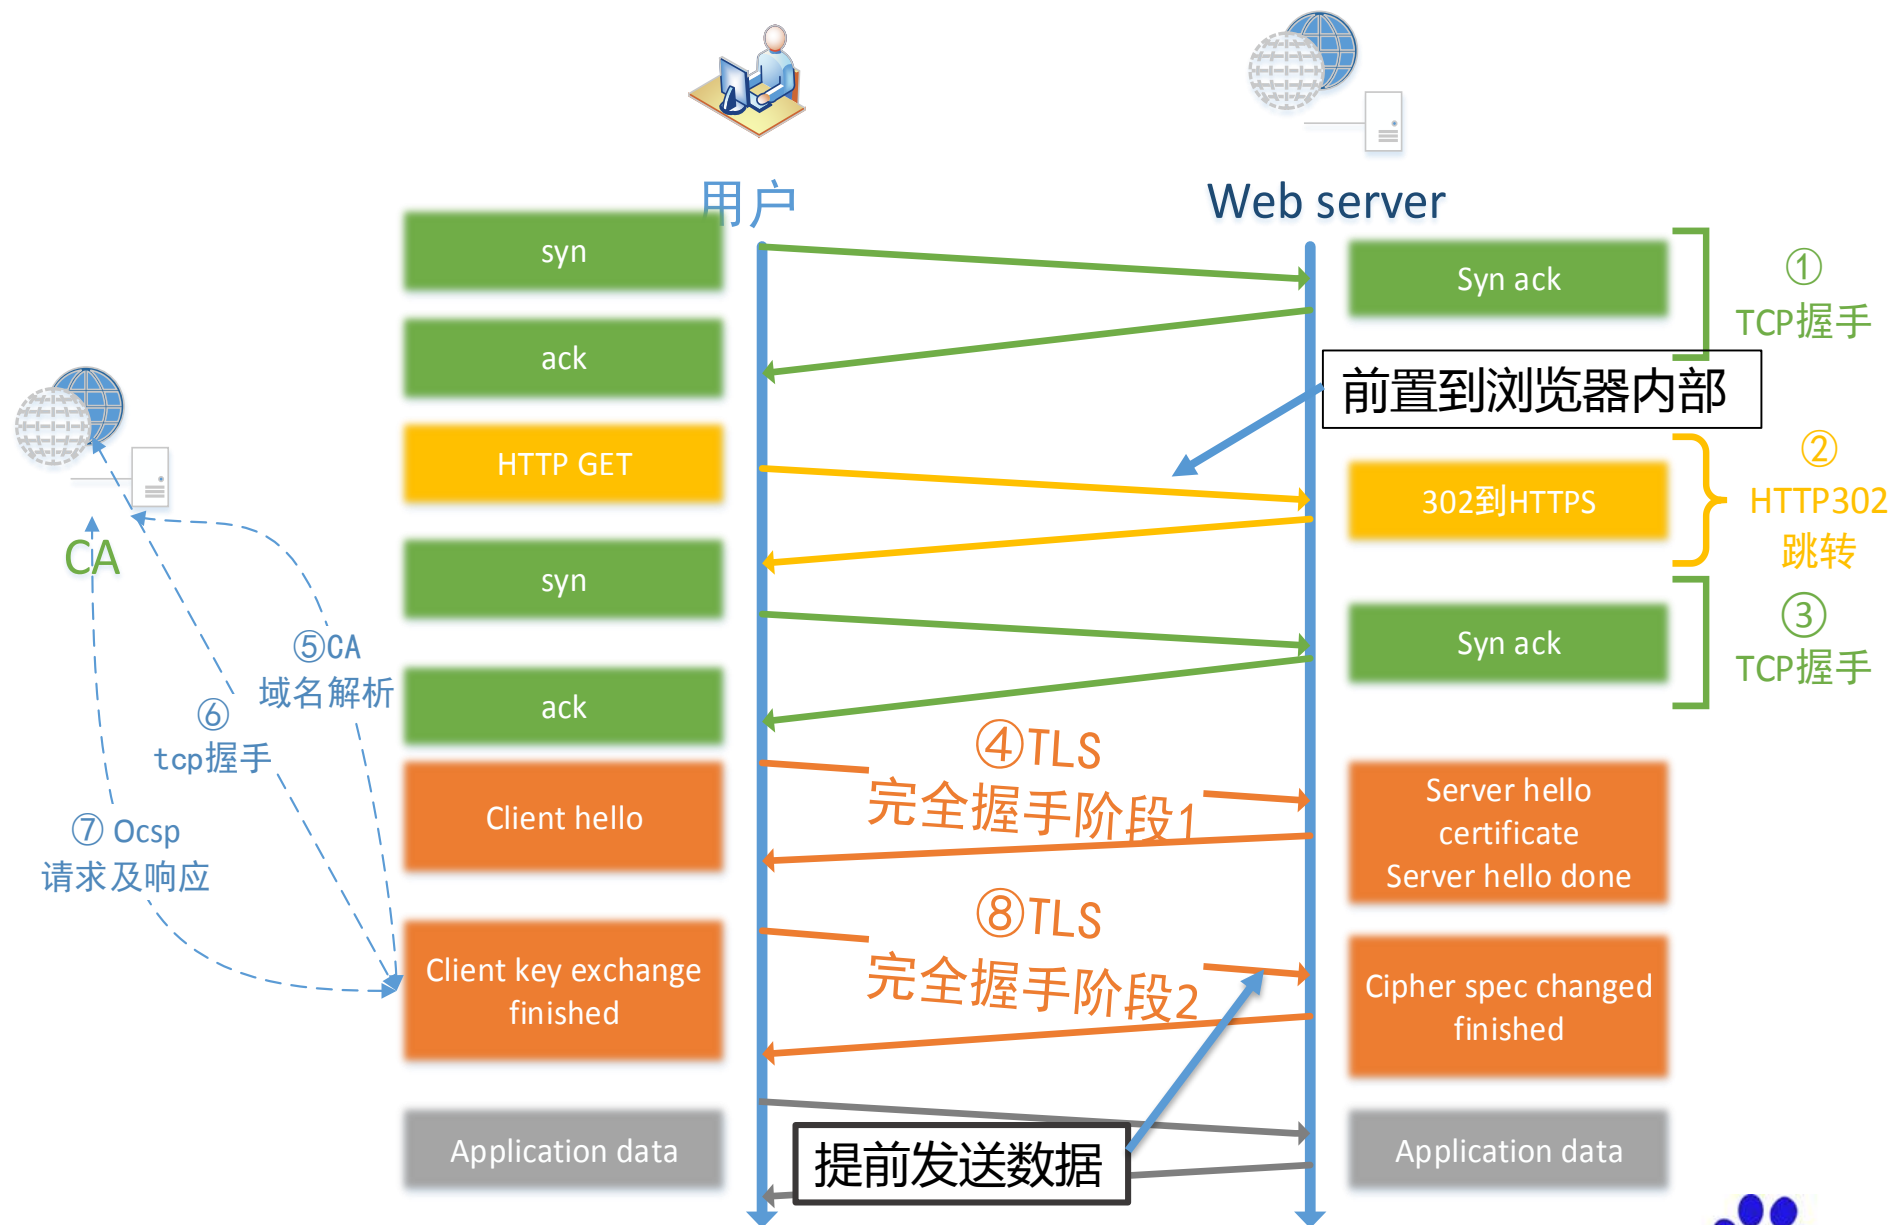 用户
Web server
syn
Syn ack
①
TCP握手
ack
前置到浏览器内部
HTTP GET
302到HTTPS
②
HTTP302
跳转
CA
syn
Syn ack
③
TCP握手
ack
⑤CA
域名解析
⑥
tcp握手
④TLS
完全握手阶段1
Client hello
Server hello
certificate
Server hello done
⑦ Ocsp
请求及响应
⑧TLS
完全握手阶段2
Client key exchange
finished
Cipher spec changed
finished
Application data
提前发送数据
Application data